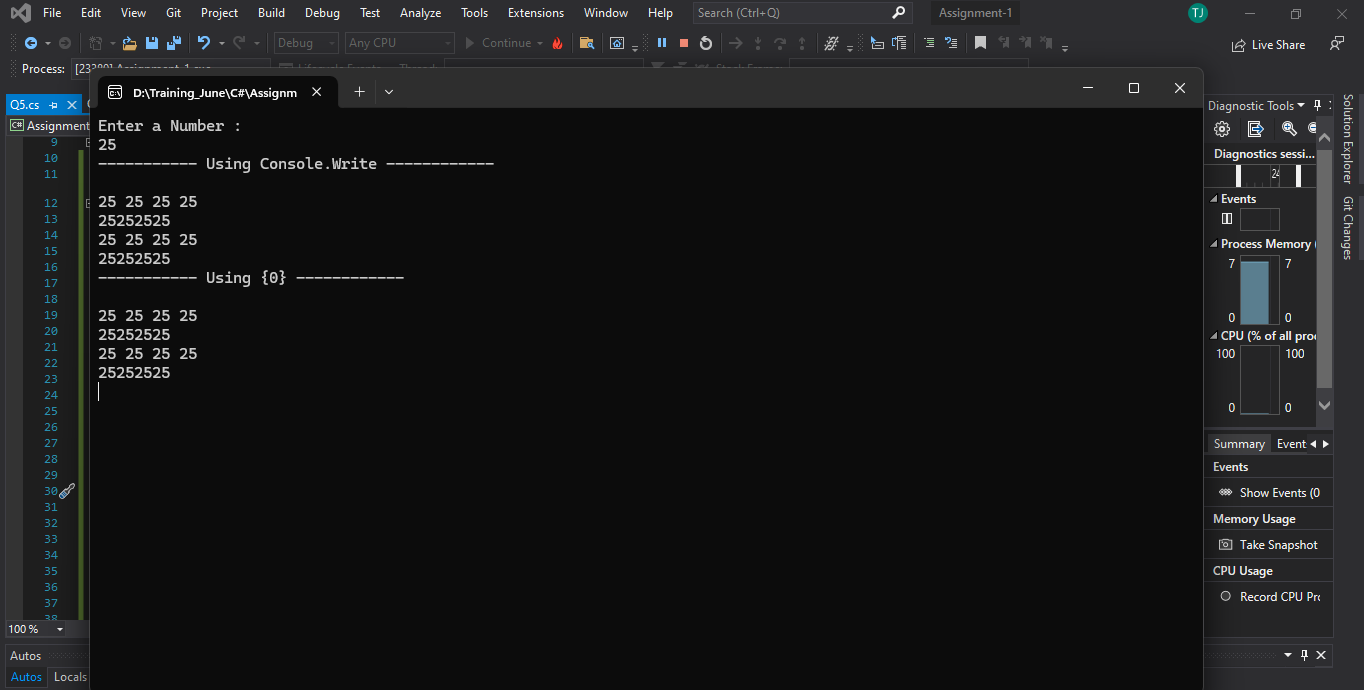 File Edit View Git Project Build Debug Test Analyze Tools Extensions Window Help Search (Ctrl+Q) Assignment-1 TJ
Debug Any CPU Continue Live Share
Process:
Q5.cs
D:\Training_June\C#\Assignm
Diagnostic Tools
C# Assignment
Enter a Number :
25
----------- Using Console.Write ------------
25 25 25 25
25252525
25 25 25 25
25252525
----------- Using {0} ------------
25 25 25 25
25252525
25 25 25 25
25252525
9
10
11
12
13
14
15
16
17
18
19
20
21
22
23
24
25
26
27
28
29
30
31
32
33
34
35
36
37
38
100 %
Autos
Autos Locals
Diagnostics sessi...
24
Events
Process Memory (
7 7
0 0
CPU (% of all pro
100 100
0 0
Summary Event
Events
Show Events (0
Memory Usage
Take Snapshot
CPU Usage
Record CPU Pr
Solution Explorer
Git Changes